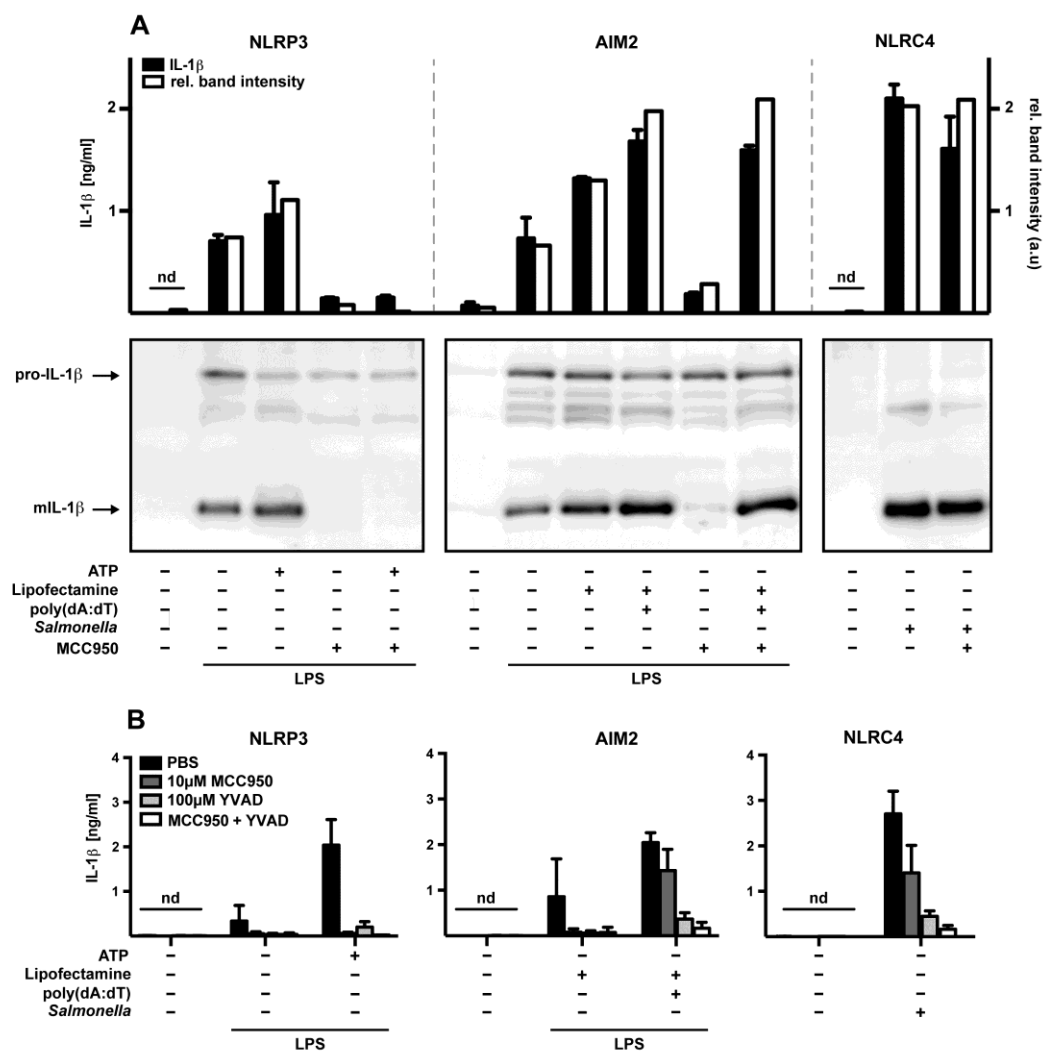 A
NLRP3 AIM2 NLRC4
IL-1β
rel. band intensity
2 2
1 1
IL-1β [ng/ml]
rel. band intensity (a.u)
nd nd
pro-IL-1β
mIL-1β
ATP – – + – + – – – – – – – – –
Lipofectamine – – – – – – – + + – + – – –
poly(dA:dT) – – – – – – – – + – + – – –
Salmonella – – – – – – – – – – – – + +
MCC950 – – – + + – – – – + + – – +
LPS LPS
B
NLRP3 AIM2 NLRC4
PBS
10µM MCC950
100µM YVAD
MCC950 + YVAD
4 4 4
3 3 3
2 2 2
1 1 1
IL-1β [ng/ml]
nd nd nd
ATP – – + – – – – –
Lipofectamine – – – – + + – –
poly(dA:dT) – – – – – + – –
Salmonella – – – – – – – +
LPS LPS